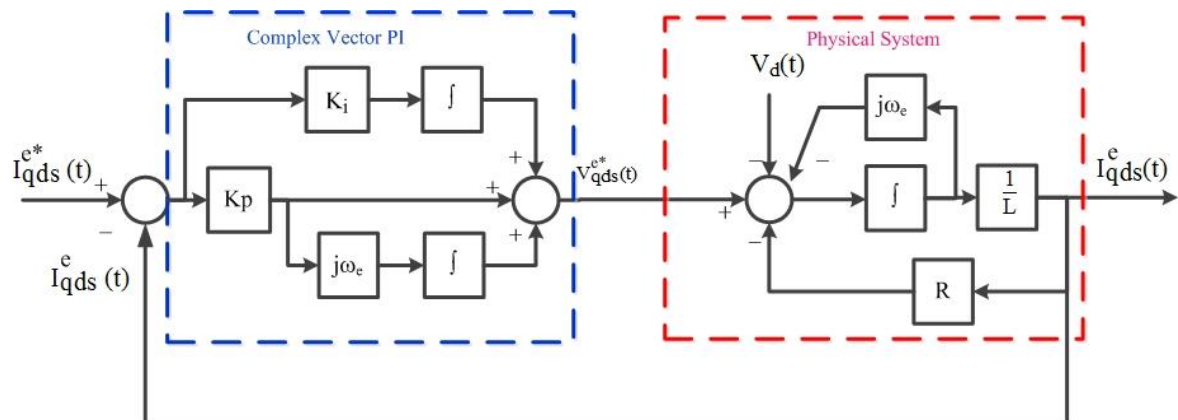 Complex Vector PI
Physical System
V_d(t)
K_i
∫
jω_e
I^{e*}_{qds}(t)
+
−
I^e_{qds}(t)
Kp
jω_e
∫
+
+
+
V^{e*}_{qds}(t)
+
−
−
−
∫
1/L
R
I^e_{qds}(t)